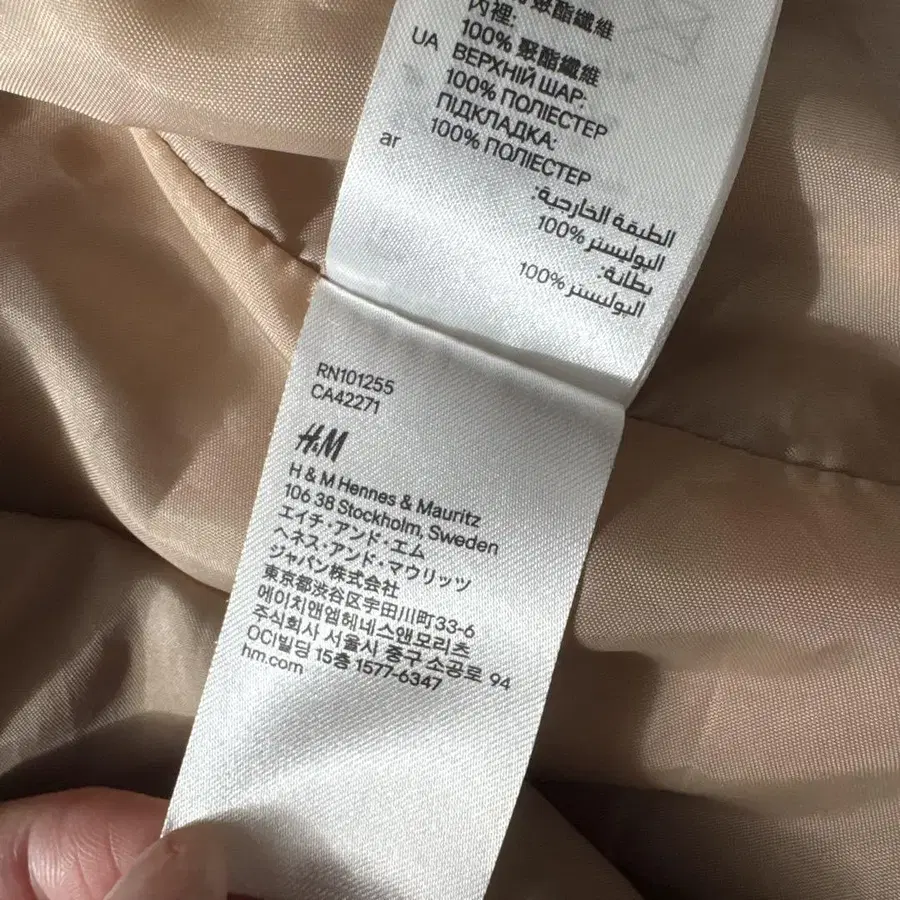 聚酯纖維
內裡:
100% 聚酯纖維
UA ВЕРХНІЙ ШАР:
100% ПОЛІЕСТЕР
ПІДКЛАДКА:
100% ПОЛІЕСТЕР
ar
الطبقة الخارجية:
البوليستر 100%
بطانة:
البوليستر 100%
RN101255
CA42271
H&M
H & M Hennes & Mauritz
106 38 Stockholm, Sweden
エイチ・アンド・エム
ヘネス・アンド・マウリッツ
ジャパン株式会社
東京都渋谷区宇田川町33-6
에이치앤엠헤네스앤모리츠
주식회사 서울시 중구 소공로 94
OCI빌딩 15층 1577-6347
hm.com